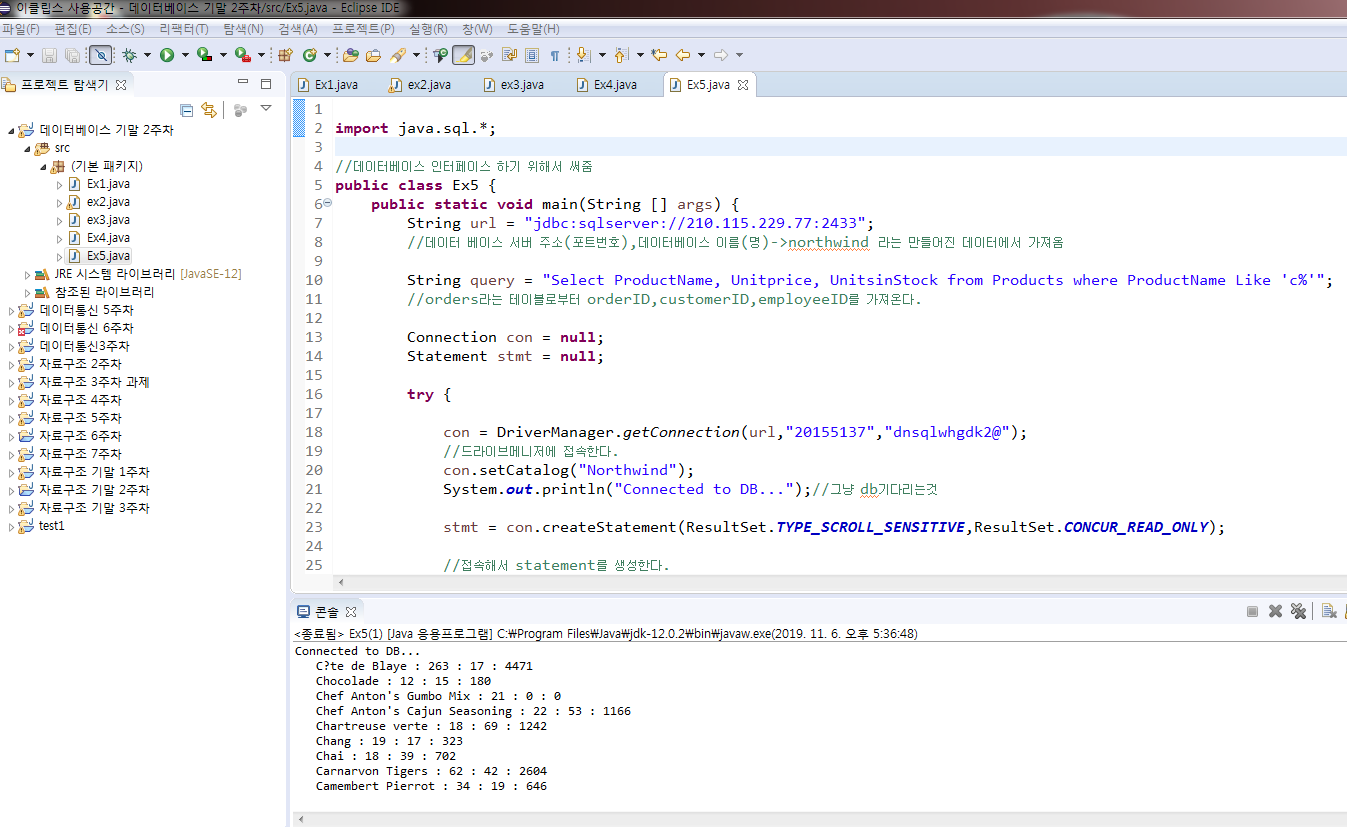 이클립스 사용공간 - 데이터베이스 기말 2주차/src/Ex5.java - Eclipse IDE
파일(F) 편집(E) 소스(S) 리팩터(T) 탐색(N) 검색(A) 프로젝트(P) 실행(R) 창(W) 도움말(H)
프로젝트 탐색기
데이터베이스 기말 2주차
src
(기본 패키지)
Ex1.java
ex2.java
ex3.java
Ex4.java
Ex5.java
JRE 시스템 라이브러리 [JavaSE-12]
참조된 라이브러리
데이터통신 5주차
데이터통신 6주차
데이터통신3주차
자료구조 2주차
자료구조 3주차 과제
자료구조 4주차
자료구조 5주차
자료구조 6주차
자료구조 7주차
자료구조 기말 1주차
자료구조 기말 2주차
자료구조 기말 3주차
test1
Ex1.java ex2.java ex3.java Ex4.java Ex5.java
1
2 import java.sql.*;
3
4 //데이터베이스 인터페이스 하기 위해서 써줌
5 public class Ex5 {
6 public static void main(String [] args) {
7 String url = "jdbc:sqlserver://210.115.229.77:2433";
8 //데이터 베이스 서버 주소(포트번호),데이터베이스 이름(명)->northwind 라는 만들어진 데이터에서 가져옴
9
10 String query = "Select ProductName, Unitprice, UnitsinStock from Products where ProductName Like 'c%'";
11 //orders라는 테이블로부터 orderID,customerID,employeeID를 가져온다.
12
13 Connection con = null;
14 Statement stmt = null;
15
16 try {
17
18 con = DriverManager.getConnection(url,"20155137","dnsqlwhgdk2@");
19 //드라이브메니저에 접속한다.
20 con.setCatalog("Northwind");
21 System.out.println("Connected to DB...");//그냥 db기다리는것
22
23 stmt = con.createStatement(ResultSet.TYPE_SCROLL_SENSITIVE,ResultSet.CONCUR_READ_ONLY);
24
25 //접속해서 statement를 생성한다.
콘솔
<종료됨> Ex5(1) [Java 응용프로그램] C:₩Program Files₩Java₩jdk-12.0.2₩bin₩javaw.exe(2019. 11. 6. 오후 5:36:48)
Connected to DB...
C?te de Blaye : 263 : 17 : 4471
Chocolade : 12 : 15 : 180
Chef Anton's Gumbo Mix : 21 : 0 : 0
Chef Anton's Cajun Seasoning : 22 : 53 : 1166
Chartreuse verte : 18 : 69 : 1242
Chang : 19 : 17 : 323
Chai : 18 : 39 : 702
Carnarvon Tigers : 62 : 42 : 2604
Camembert Pierrot : 34 : 19 : 646